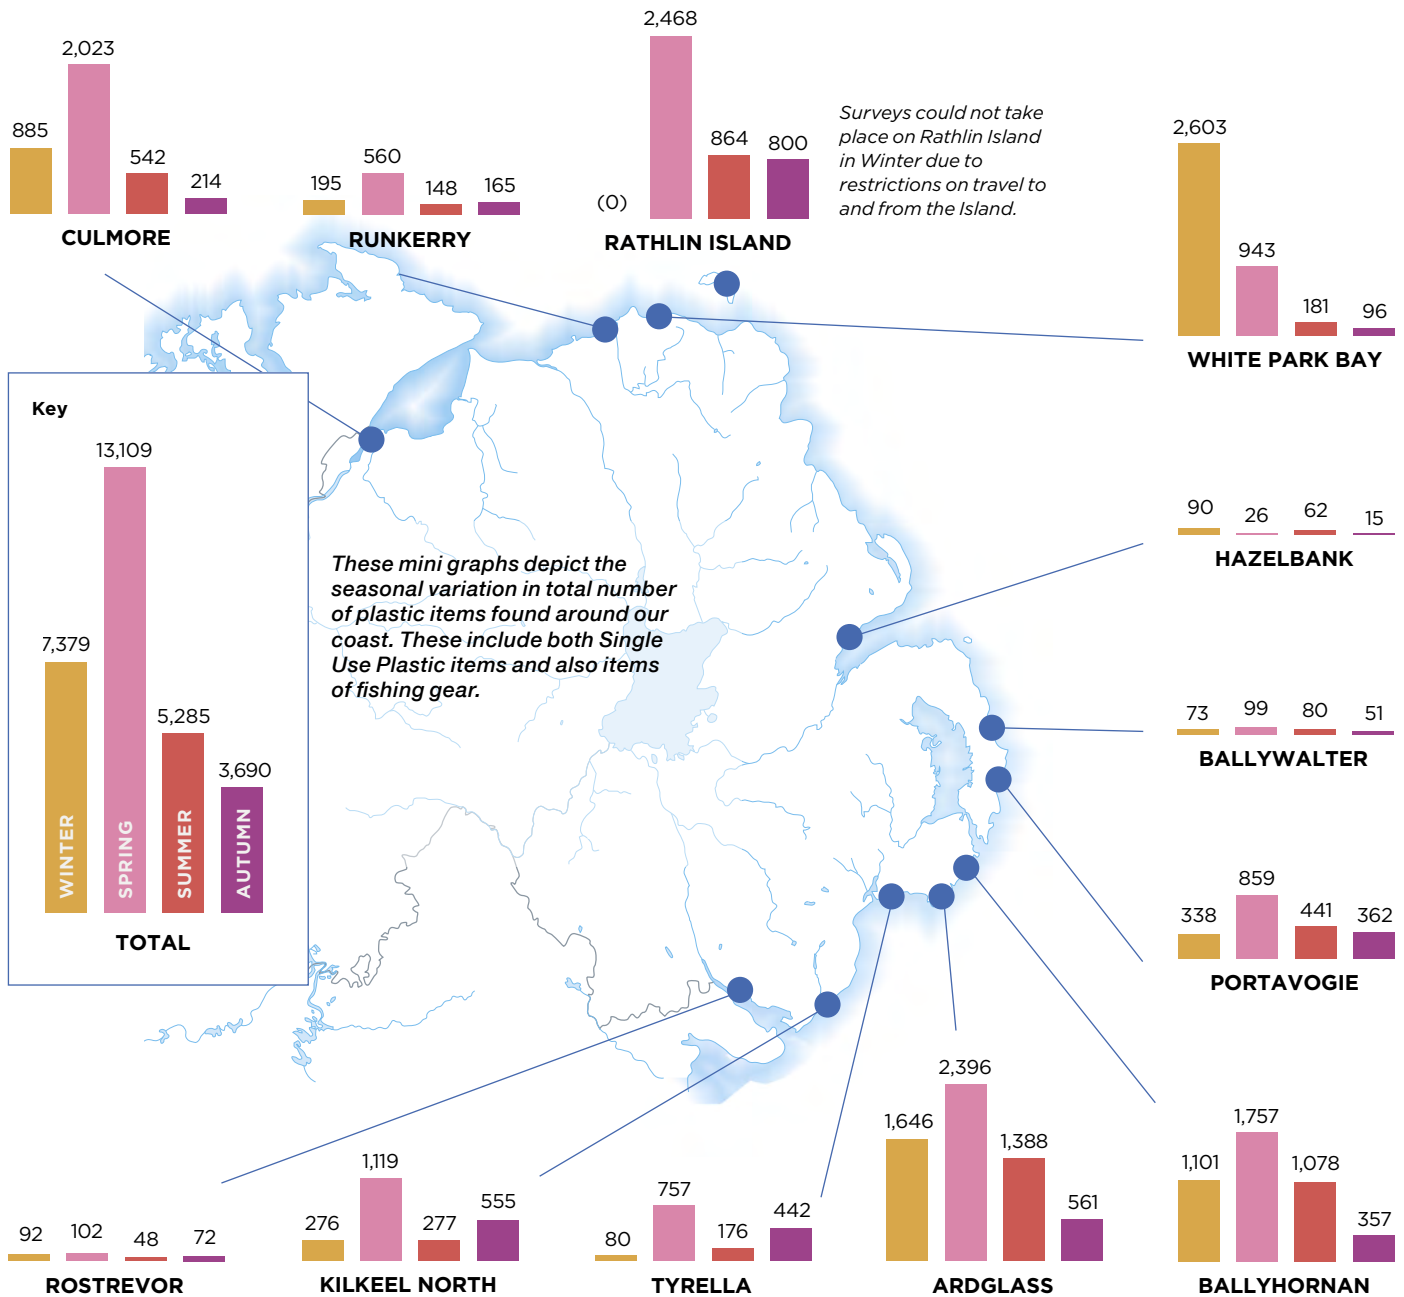 2,023
885
542
214
CULMORE
560
195
148
165
RUNKERRY
2,468
(0)
864
800
RATHLIN ISLAND
Surveys could not take
place on Rathlin Island
in Winter due to
restrictions on travel to
and from the Island.
2,603
943
181
96
WHITE PARK BAY
Key
13,109
7,379
5,285
3,690
WINTER
SPRING
SUMMER
AUTUMN
TOTAL
These mini graphs depict the
seasonal variation in total number
of plastic items found around our
coast. These include both Single
Use Plastic items and also items
of fishing gear.
90
26
62
15
HAZELBANK
73
99
80
51
BALLYWALTER
338
859
441
362
PORTAVOGIE
92
102
48
72
ROSTREVOR
276
1,119
277
555
KILKEEL NORTH
80
757
176
442
TYRELLA
1,646
2,396
1,388
561
ARDGLASS
1,101
1,757
1,078
357
BALLYHORNAN